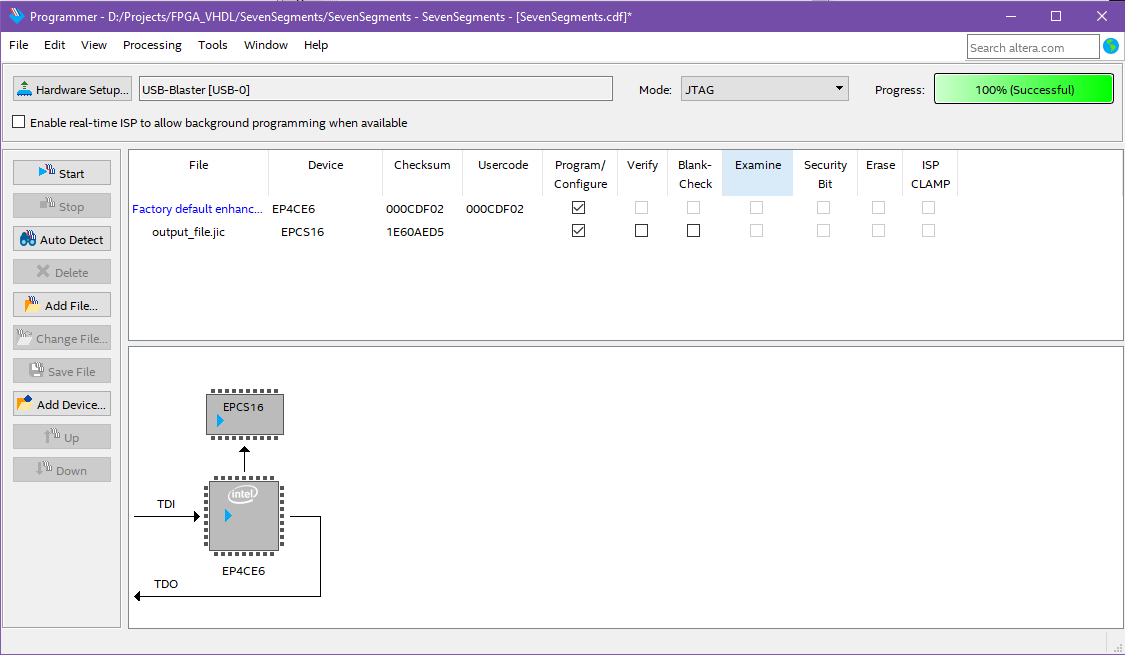 Programmer - D:/Projects/FPGA_VHDL/SevenSegments/SevenSegments - SevenSegments - [SevenSegments.cdf]*
File Edit View Processing Tools Window Help
Search altera.com
Hardware Setup... USB-Blaster [USB-0] Mode: JTAG Progress: 100% (Successful)
Enable real-time ISP to allow background programming when available
Start
Stop
Auto Detect
Delete
Add File...
Change File...
Save File
Add Device...
Up
Down
File Device Checksum Usercode Program/ Verify Blank- Examine Security Erase ISP
Configure Check Bit CLAMP
Factory default enhanc... EP4CE6 000CDF02 000CDF02
output_file.jic EPCS16 1E60AED5
EPCS16
intel
TDI
EP4CE6
TDO